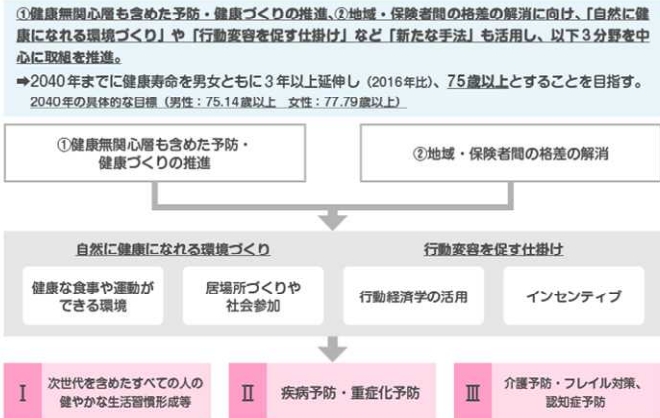 ①健康無関心層も含めた予防・健康づくりの推進、②地域・保険者間の格差の解消に向け、「自然に健
康になれる環境づくり」や「行動変容を促す仕掛け」など「新たな手法」も活用し、以下3分野を中
心に取組を推進。
➡2040年までに健康寿命を男女ともに3年以上延伸し（2016年比）、75歳以上とすることを目指す。
2040年の具体的な目標（男性：75.14歳以上　女性：77.79歳以上）
①健康無関心層も含めた予防・
健康づくりの推進
②地域・保険者間の格差の解消
自然に健康になれる環境づくり
健康な食事や運動が
できる環境
居場所づくりや
社会参加
行動変容を促す仕掛け
行動経済学の活用
インセンティブ
Ⅰ
次世代を含めたすべての人の
健やかな生活習慣形成等
Ⅱ
疾病予防・重症化予防
Ⅲ
介護予防・フレイル対策、
認知症予防